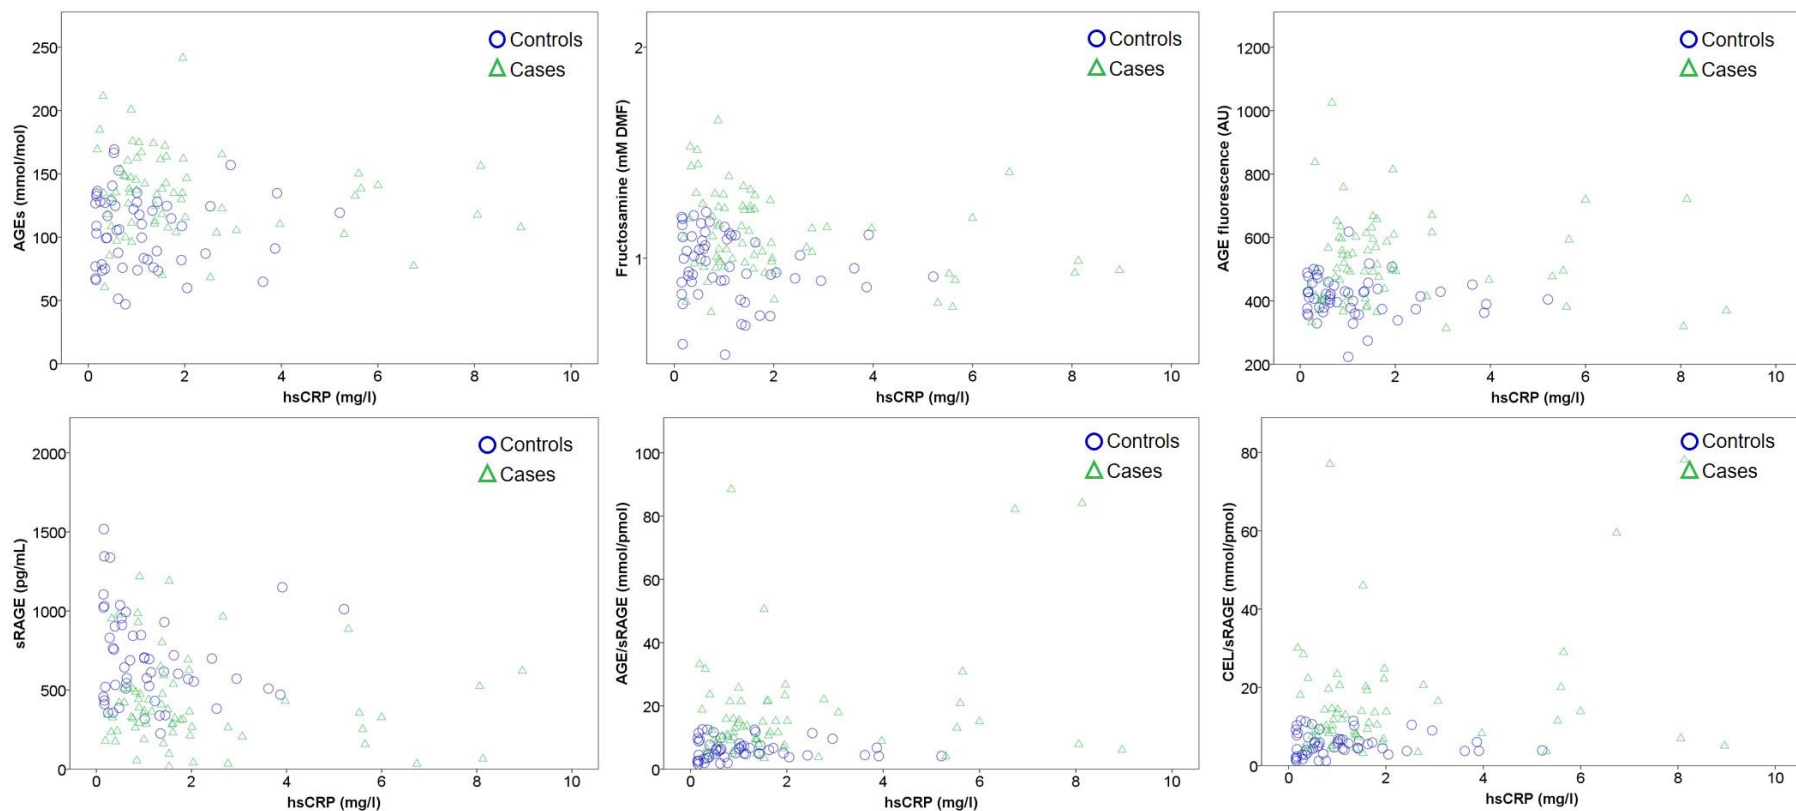 AGEs (mmol/mol)
250
200
150
100
50
0
Controls
Cases
0 2 4 6 8 10
hsCRP (mg/l)
Fructosamine (mM DMF)
2
1
Controls
Cases
0 2 4 6 8 10
hsCRP (mg/l)
AGE fluorescence (AU)
1200
1000
800
600
400
200
Controls
Cases
0 2 4 6 8 10
hsCRP (mg/l)
sRAGE (pg/mL)
2000
1500
1000
500
0
Controls
Cases
0 2 4 6 8 10
hsCRP (mg/l)
AGE/sRAGE (mmol/pmol)
100
80
60
40
20
0
Controls
Cases
0 2 4 6 8 10
hsCRP (mg/l)
CEL/sRAGE (mmol/pmol)
80
60
40
20
0
Controls
Cases
0 2 4 6 8 10
hsCRP (mg/l)